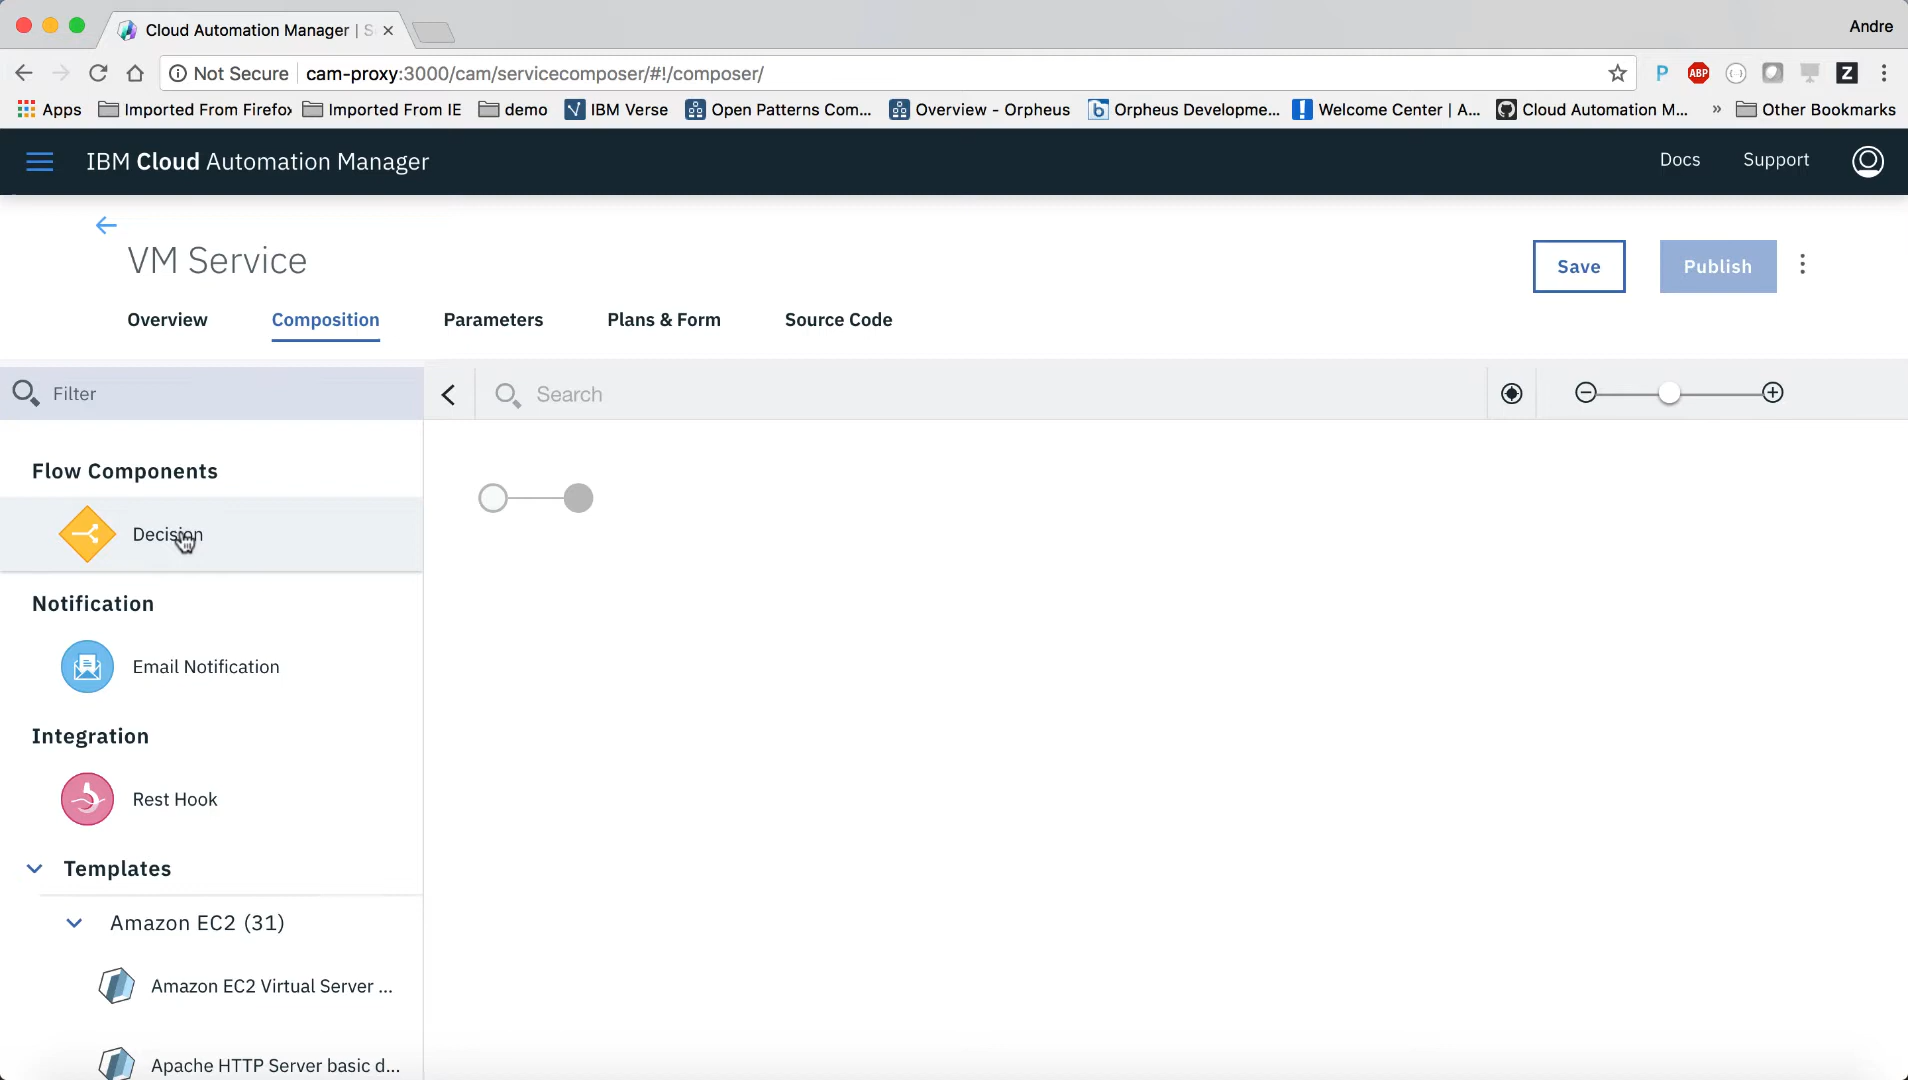 Cloud Automation Manager | S
Andre
Not Secure
cam-proxy:3000/cam/servicecomposer/#!/composer/
P
ABP
Z
Apps
Imported From Firefox
Imported From IE
demo
IBM Verse
Open Patterns Com...
Overview - Orpheus
Orpheus Developme...
Welcome Center | A...
Cloud Automation M...
»
Other Bookmarks
IBM Cloud Automation Manager
Docs
Support
VM Service
Save
Publish
Overview
Composition
Parameters
Plans & Form
Source Code
Filter
Search
Flow Components
Decision
Notification
Email Notification
Integration
Rest Hook
Templates
Amazon EC2 (31)
Amazon EC2 Virtual Server ...
Apache HTTP Server basic d...